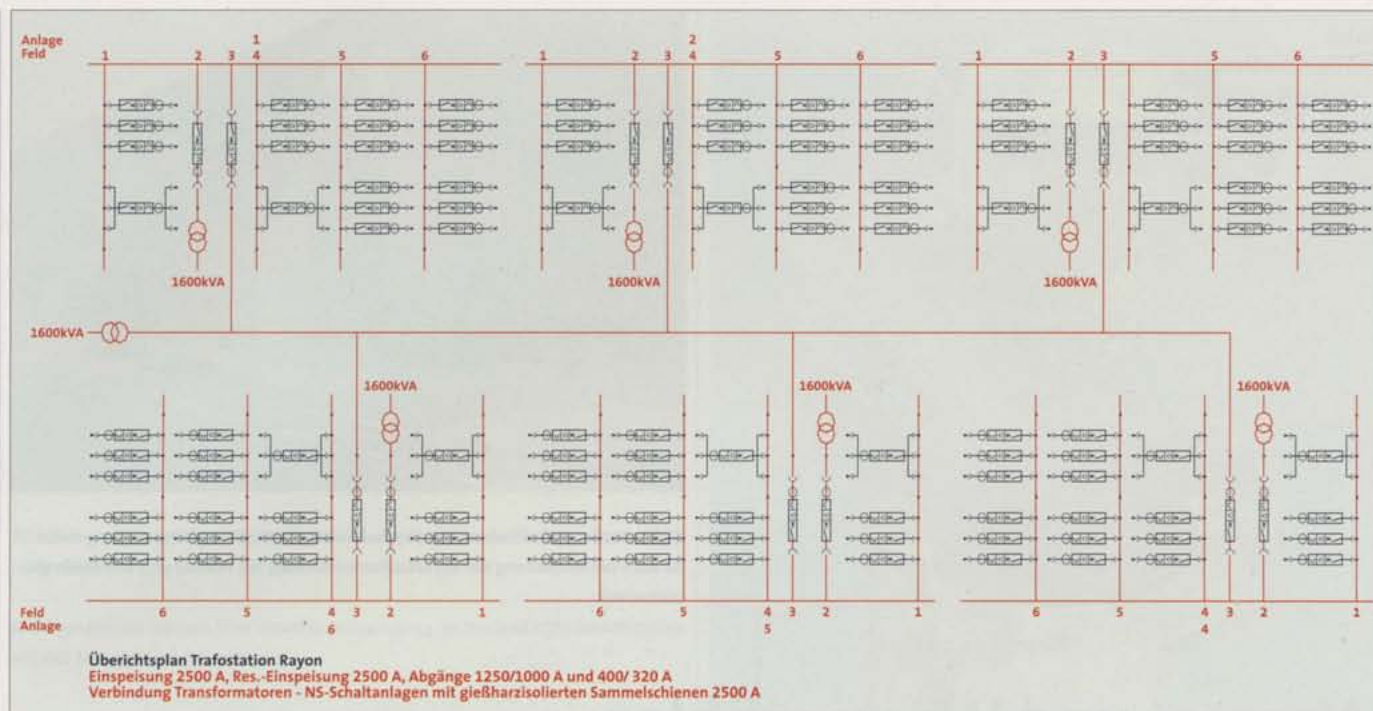 Anlage 1 2
Feld 1 2 3 4 5 6 1 2 3 4 5 6 1 2 3 5 6
1600kVA 1600kVA 1600kVA
1600kVA
1600kVA 1600kVA 1600kVA
Feld 6 5 4 3 2 1 6 5 4 3 2 1 6 5 4 3 2 1
Anlage 6 5 4
Überichtsplan Trafostation Rayon
Einspeisung 2500 A, Res.-Einspeisung 2500 A, Abgänge 1250/1000 A und 400/ 320 A
Verbindung Transformatoren - NS-Schaltanlagen mit gießharzisolierten Sammelschienen 2500 A